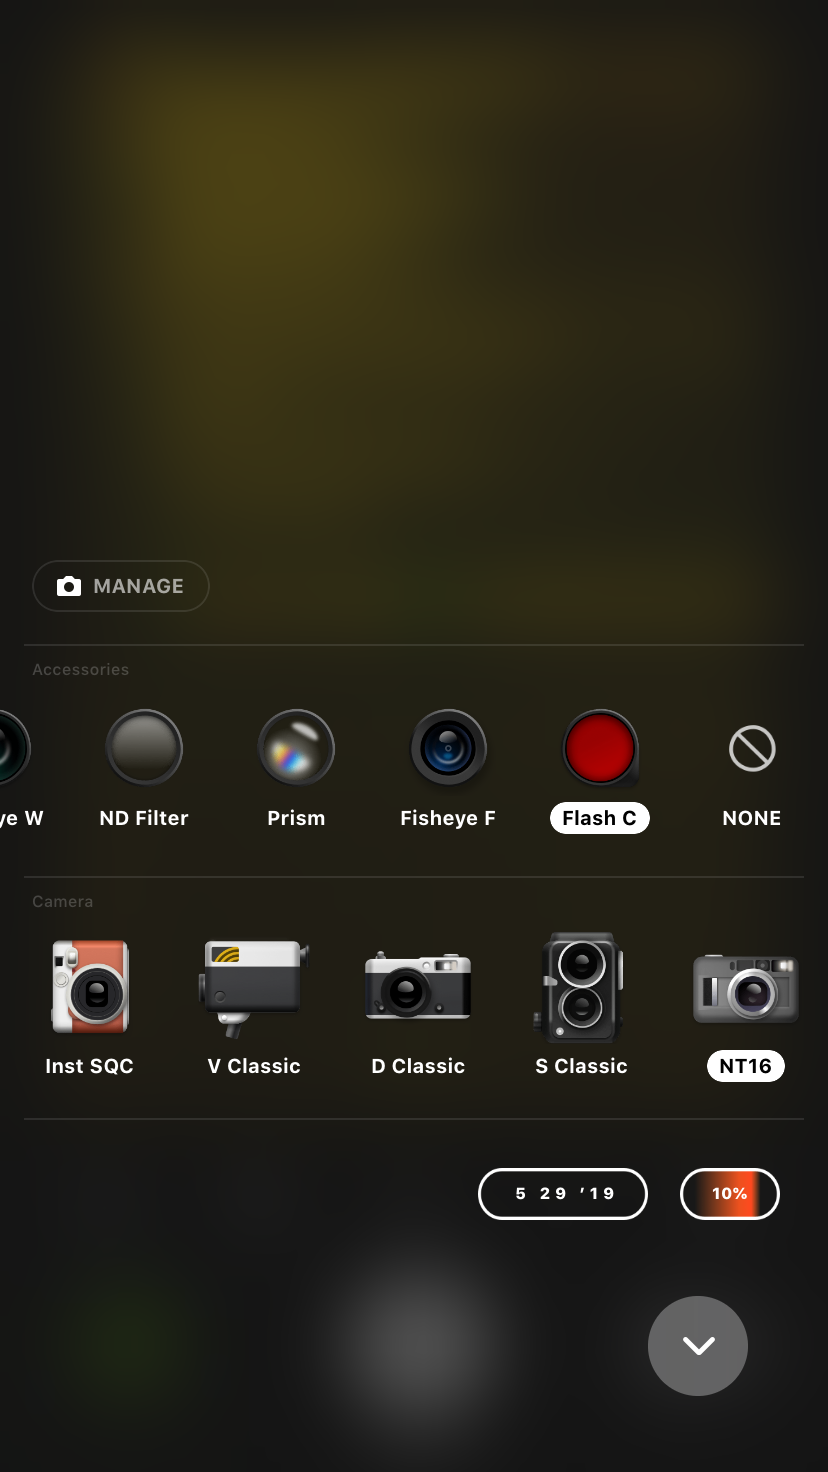 MANAGE
Accessories
ye W
ND Filter
Prism
Fisheye F
Flash C
NONE
Camera
Inst SQC
V Classic
D Classic
S Classic
NT16
5 29 '19
10%